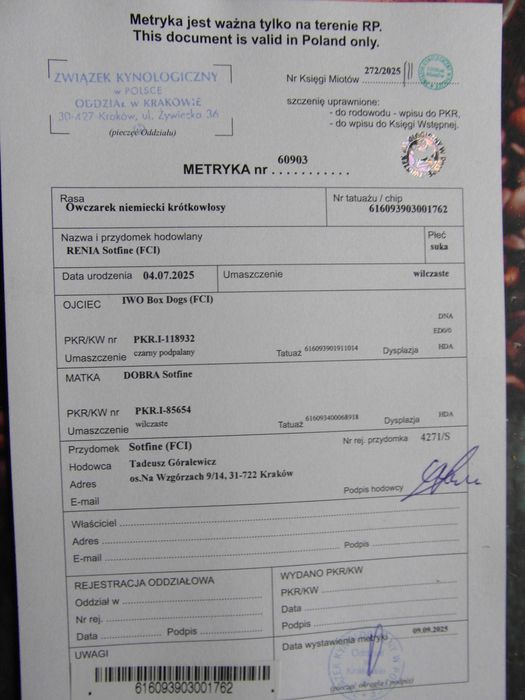 Metryka jest ważna tylko na terenie RP.
This document is valid in Poland only.
ZWIĄZEK KYNOLOGICZNY
w POLSCE
ODDZIAŁ w KRAKOWIE
30-427 Kraków, ul. Żywiecka 36
(pieczęć Oddziału)
Nr Księgi Miotów 272/2025
szczenię uprawnione:
- do rodowodu - wpisu do PKR,
- do wpisu do Księgi Wstępnej.
METRYKA nr 60903
Rasa
Owczarek niemiecki krótkowłosy
Nr tatuażu / chip
616093903001762
Nazwa i przydomek hodowlany
RENIA Sotfine (FCI)
Płeć
suka
Data urodzenia 04.07.2025
Umaszczenie wilczaste
OJCIEC IWO Box Dogs (FCI)
DNA
ED0/0
PKR/KW nr PKR.I-118932
Umaszczenie czarny podpalany Tatuaż 616093901911014 Dysplazja HDA
MATKA DOBRA Sotfine
PKR/KW nr PKR.I-85654
Umaszczenie wilczaste Tatuaż 616093400068918 Dysplazja HDA
Przydomek Sotfine (FCI) Nr rej. przydomka 4271/S
Hodowca Tadeusz Góralewicz
Adres os.Na Wzgórzach 9/14, 31-722 Kraków
E-mail Podpis hodowcy
Właściciel
Adres
E-mail Podpis
REJESTRACJA ODDZIAŁOWA
Oddział w
Nr rej.
Data Podpis
WYDANO PKR/KW
PKR/KW
Data
Podpis
UWAGI
Data wystawienia metryki 09.09.2025
(pieczęć okrągła i podpis)
616093903001762